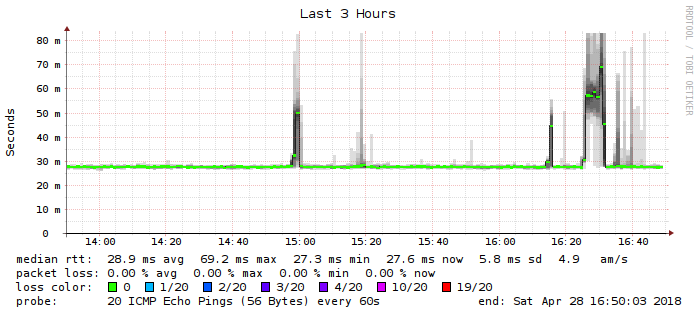 Last 3 Hours
RRDTOOL / TOBI OETIKER
Seconds
80 m
70 m
60 m
50 m
40 m
30 m
20 m
10 m
0
14:00 14:20 14:40 15:00 15:20 15:40 16:00 16:20 16:40
median rtt: 28.9 ms avg 69.2 ms max 27.3 ms min 27.6 ms now 5.8 ms sd 4.9 am/s
packet loss: 0.00 % avg 0.00 % max 0.00 % min 0.00 % now
loss color: 0 1/20 2/20 3/20 4/20 10/20 19/20
probe: 20 ICMP Echo Pings (56 Bytes) every 60s end: Sat Apr 28 16:50:03 2018